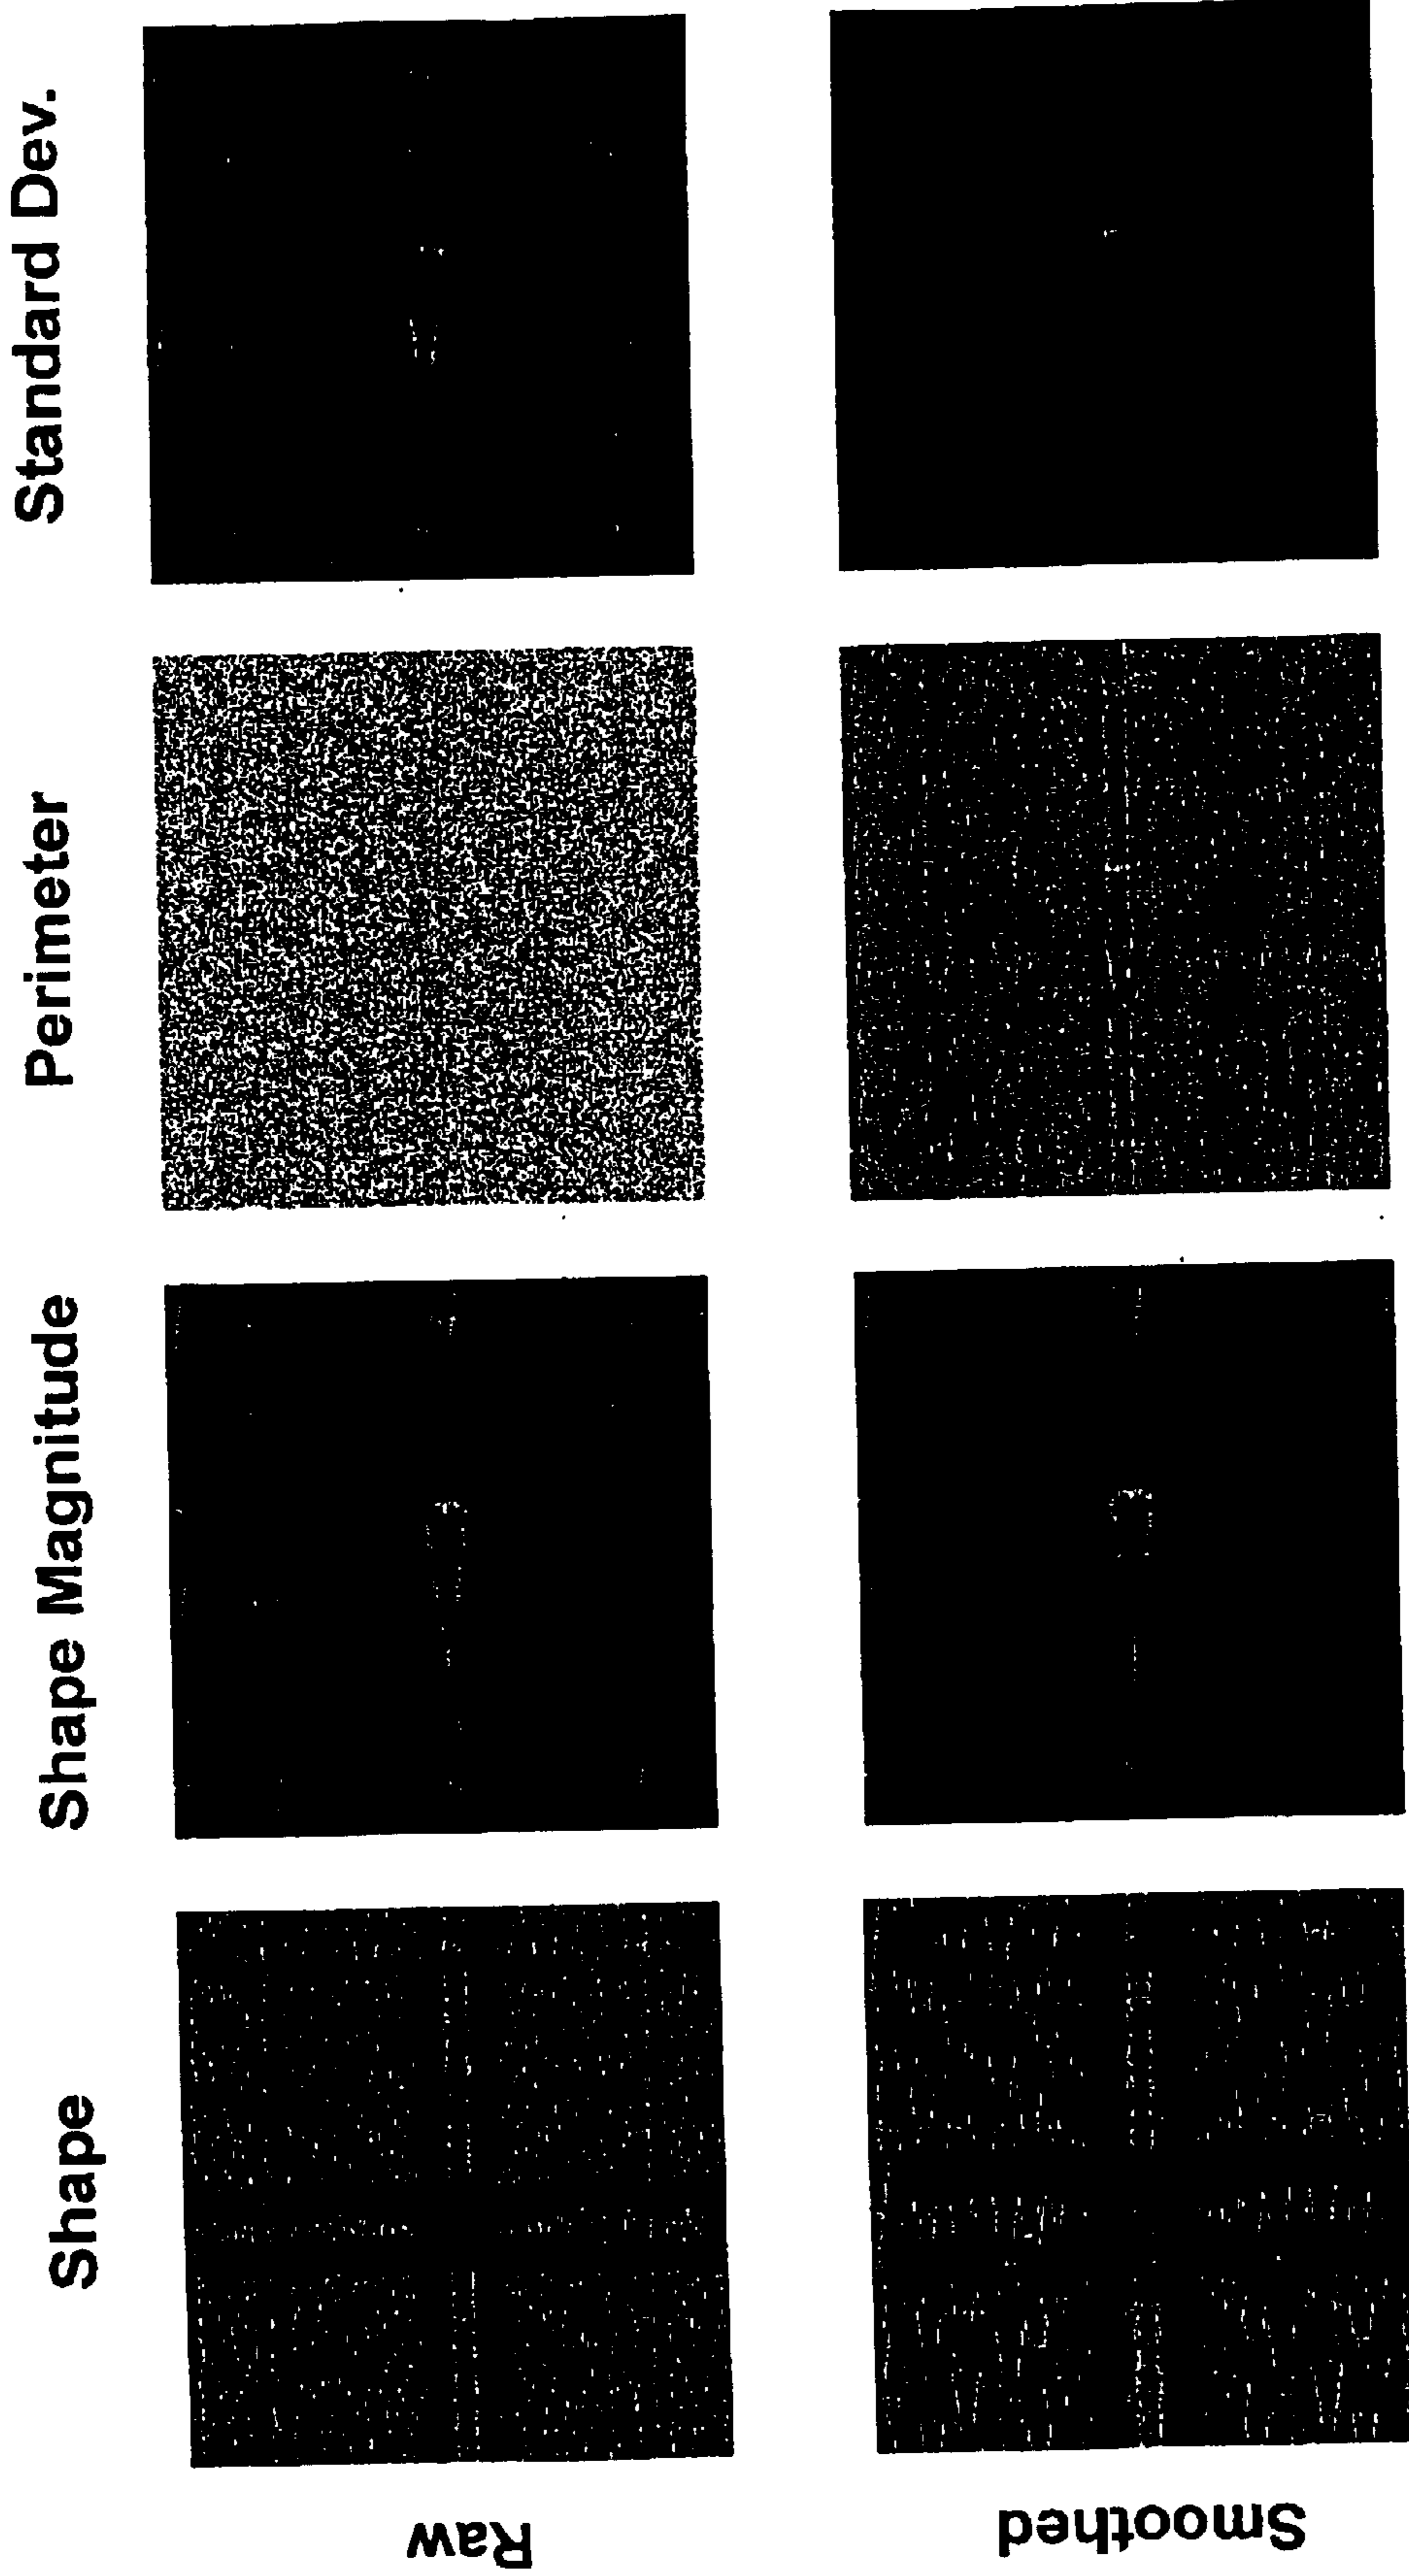 Shape
Shape Magnitude
Perimeter
Standard Dev.
Raw
Smoothed